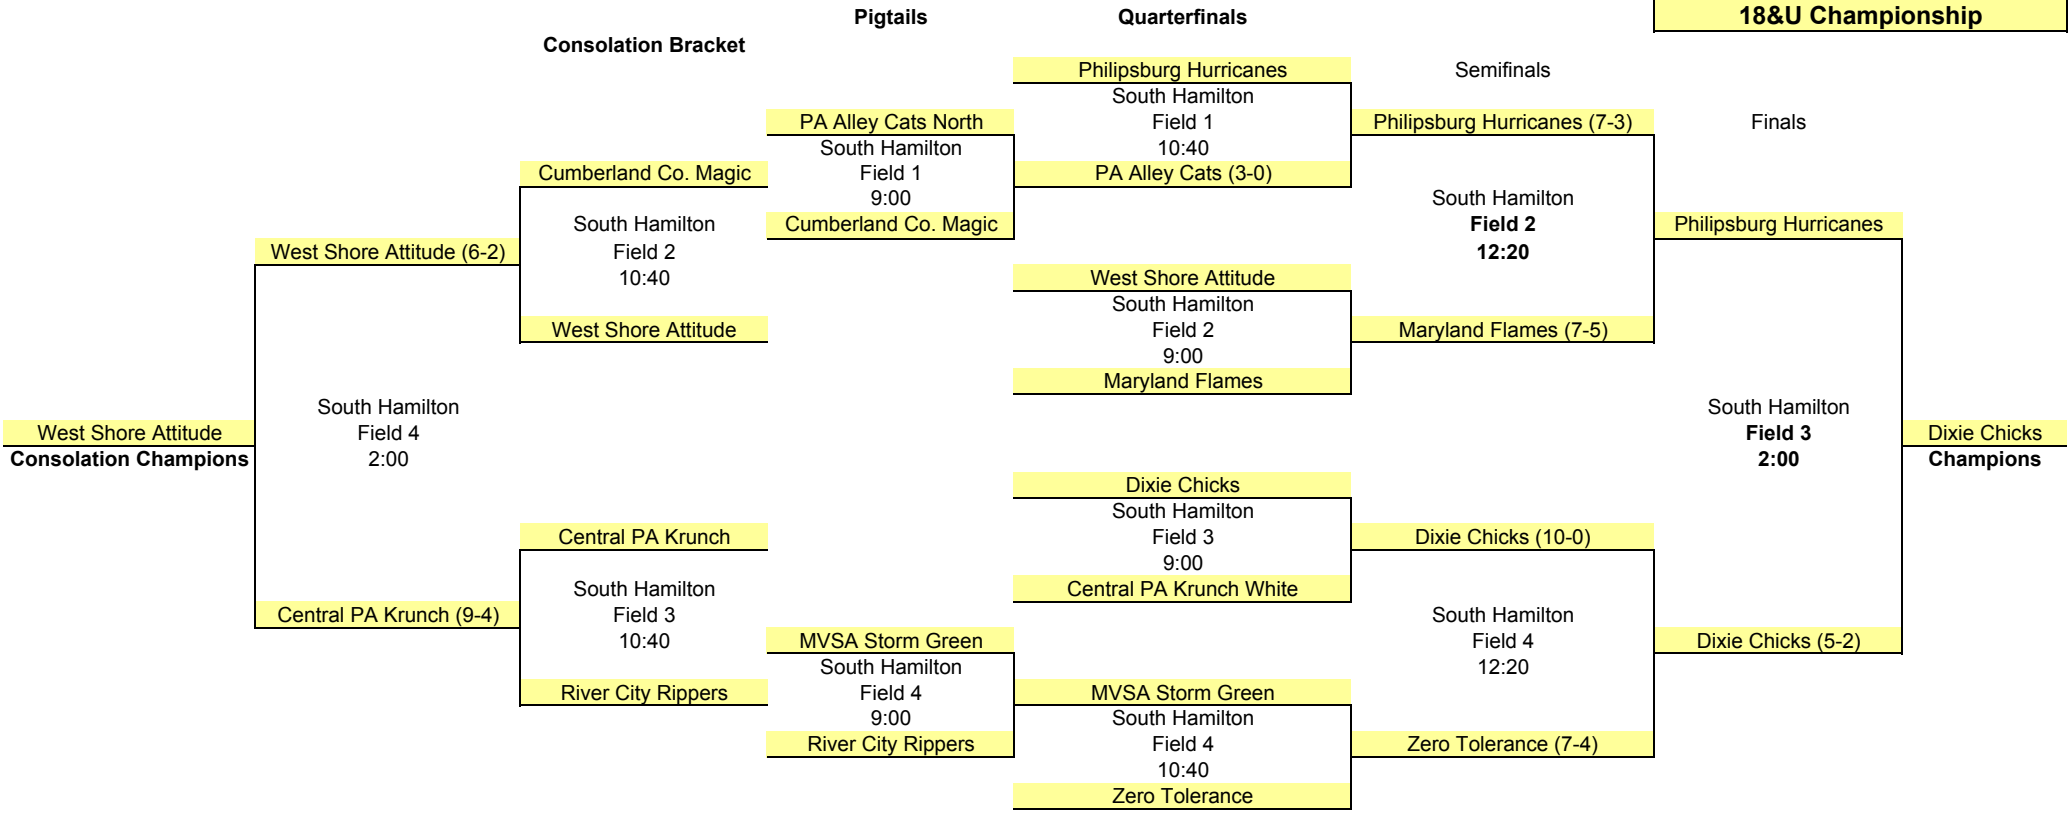 18&U Championship
Pigtails
Quarterfinals
Consolation Bracket
Philipsburg Hurricanes
Semifinals
South Hamilton
PA Alley Cats North
Field 1
Philipsburg Hurricanes (7-3)
Finals
South Hamilton
10:40
Cumberland Co. Magic
Field 1
PA Alley Cats (3-0)
9:00
South Hamilton
South Hamilton
Cumberland Co. Magic
Field 2
Philipsburg Hurricanes
West Shore Attitude (6-2)
Field 2
12:20
10:40
West Shore Attitude
South Hamilton
West Shore Attitude
Field 2
Maryland Flames (7-5)
9:00
Maryland Flames
South Hamilton
South Hamilton
West Shore Attitude
Field 4
Field 3
Dixie Chicks
Consolation Champions
2:00
2:00
Champions
Dixie Chicks
South Hamilton
Central PA Krunch
Field 3
Dixie Chicks (10-0)
9:00
South Hamilton
Central PA Krunch White
Central PA Krunch (9-4)
Field 3
South Hamilton
10:40
MVSA Storm Green
Field 4
Dixie Chicks (5-2)
South Hamilton
12:20
River City Rippers
Field 4
MVSA Storm Green
9:00
South Hamilton
River City Rippers
Field 4
Zero Tolerance (7-4)
10:40
Zero Tolerance